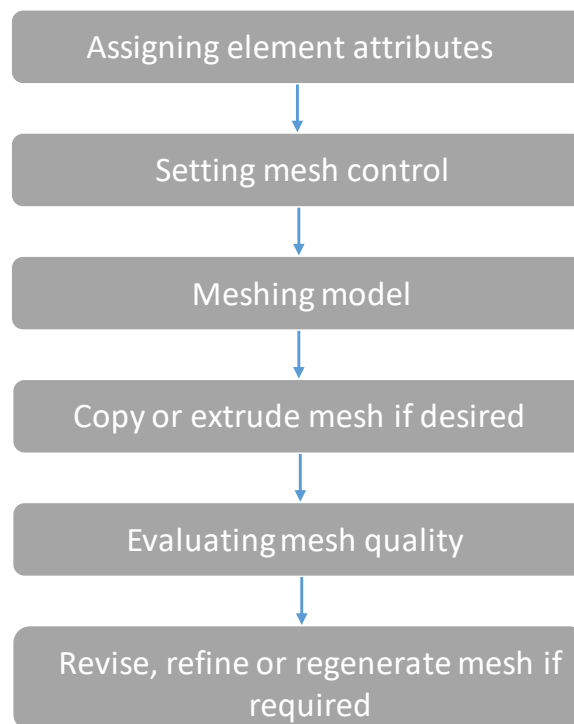 Assigning element attributes
Setting mesh control
Meshing model
Copy or extrude mesh if desired
Evaluating mesh quality
Revise, refine or regenerate mesh if
required